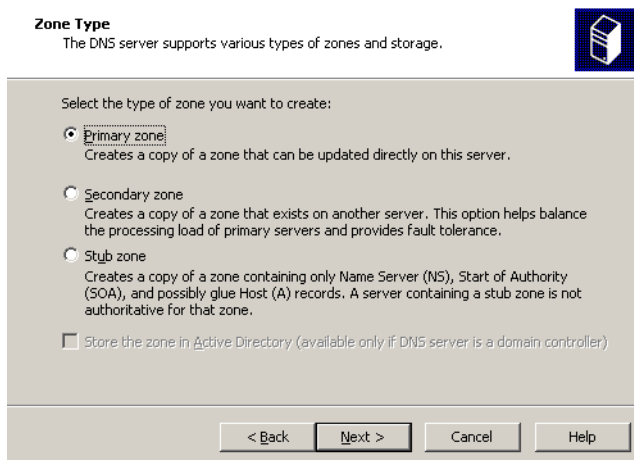 Zone Type
The DNS server supports various types of zones and storage.
Select the type of zone you want to create:
Primary zone
Creates a copy of a zone that can be updated directly on this server.
Secondary zone
Creates a copy of a zone that exists on another server. This option helps balance
the processing load of primary servers and provides fault tolerance.
Stub zone
Creates a copy of a zone containing only Name Server (NS), Start of Authority
(SOA), and possibly glue Host (A) records. A server containing a stub zone is not
authoritative for that zone.
Store the zone in Active Directory (available only if DNS server is a domain controller)
< Back Next > Cancel Help